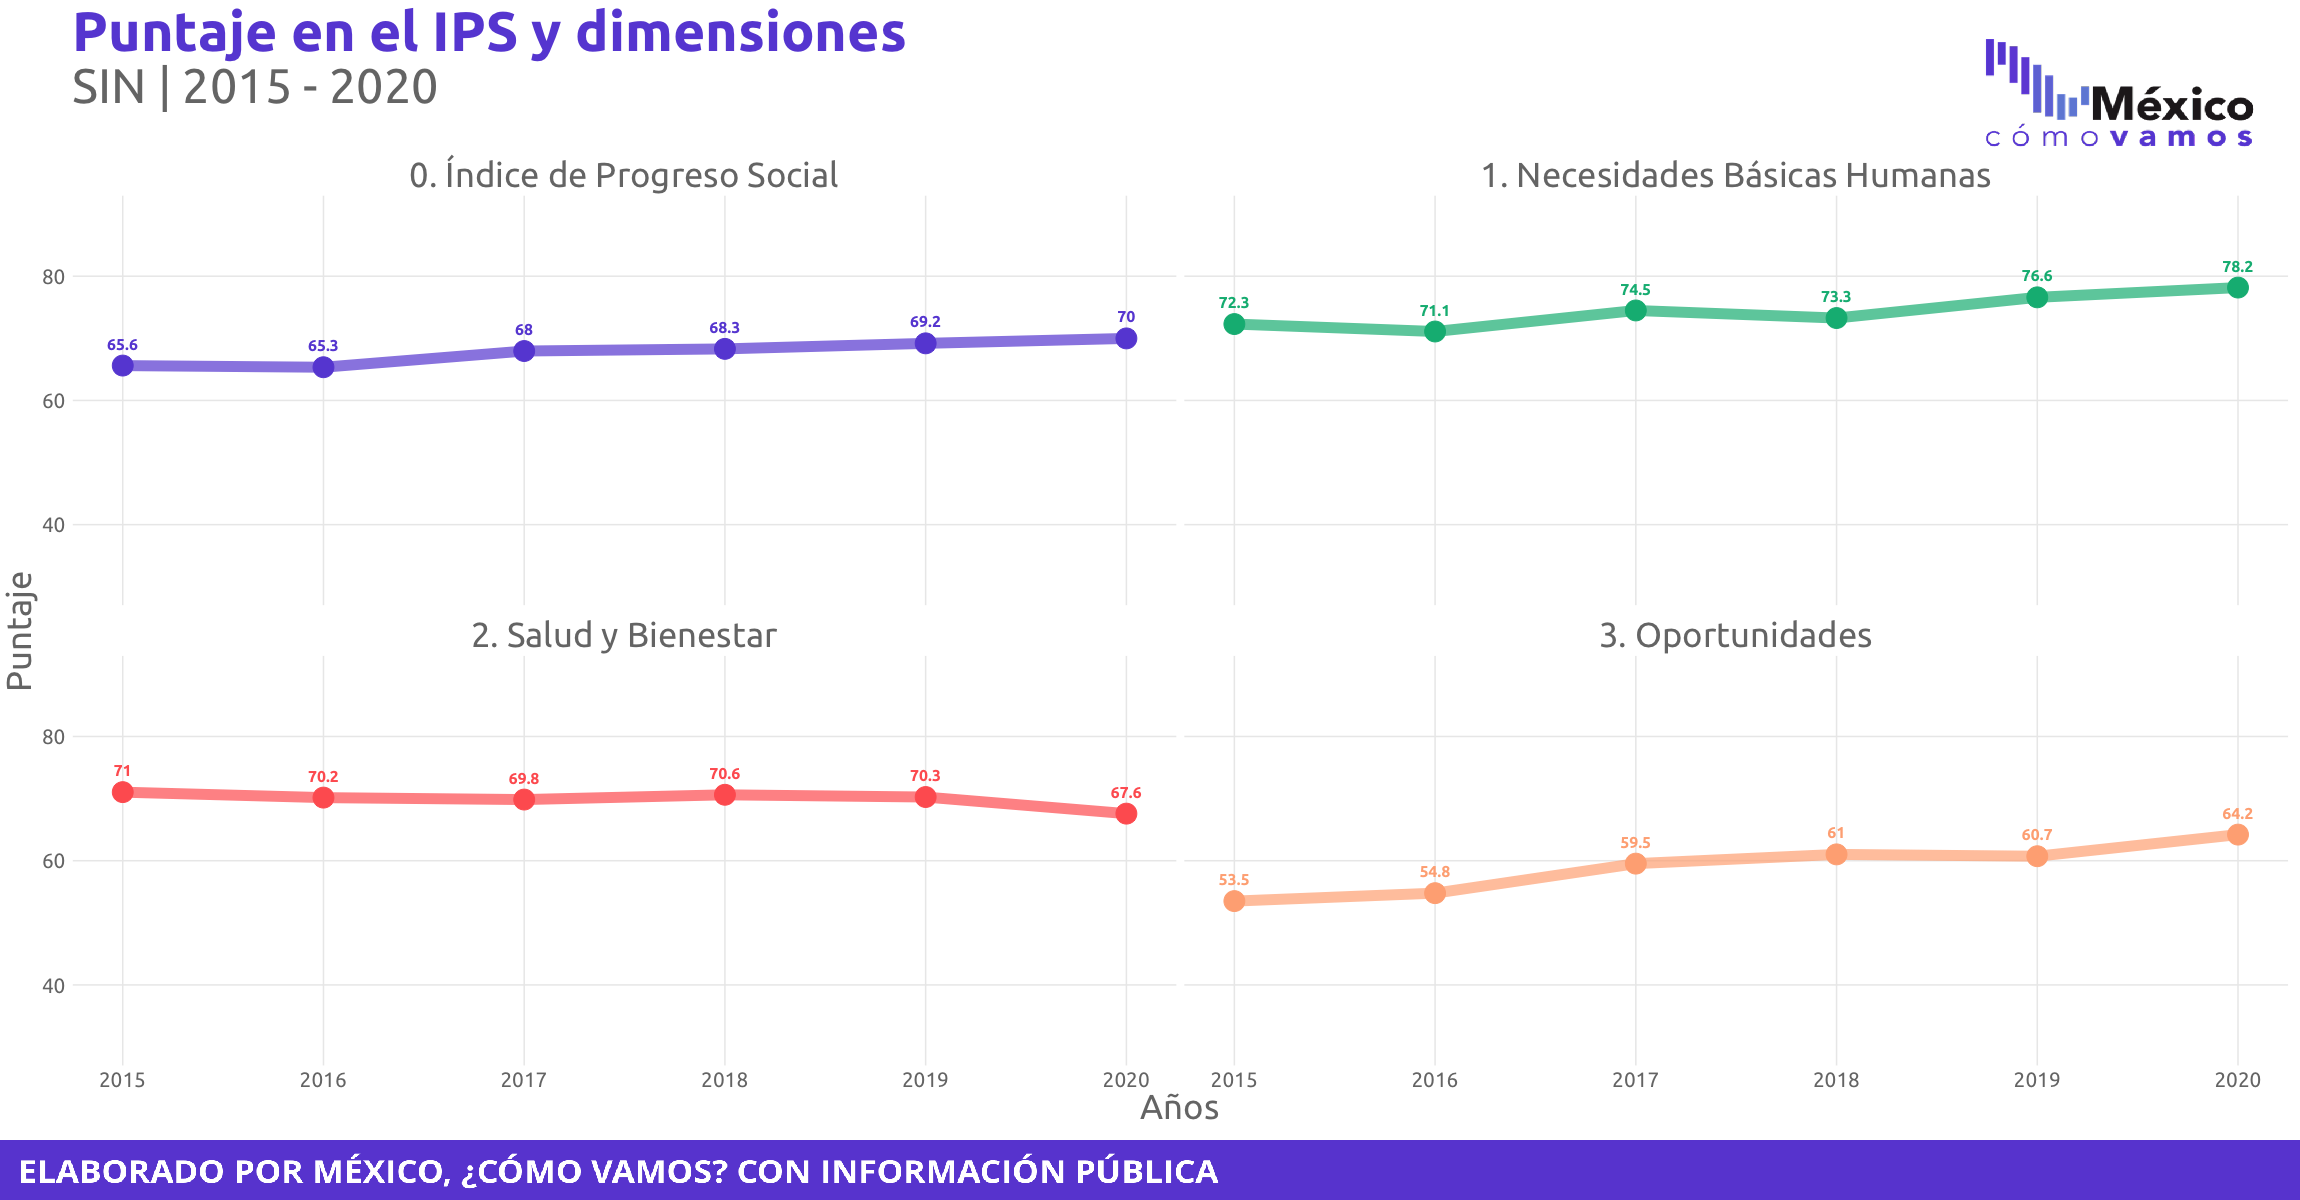 Puntaje en el IPS y dimensiones
SIN | 2015 - 2020
México
cómovamos
0. Índice de Progreso Social
1. Necesidades Básicas Humanas
80
60
40
65.6 65.3 68 68.3 69.2 70
72.3 71.1 74.5 73.3 76.6 78.2
Puntaje
2. Salud y Bienestar
3. Oportunidades
80
60
40
71 70.2 69.8 70.6 70.3 67.6
53.5 54.8 59.5 61 60.7 64.2
2015 2016 2017 2018 2019 2020 2015 2016 2017 2018 2019 2020
Años
ELABORADO POR MÉXICO, ¿CÓMO VAMOS? CON INFORMACIÓN PÚBLICA